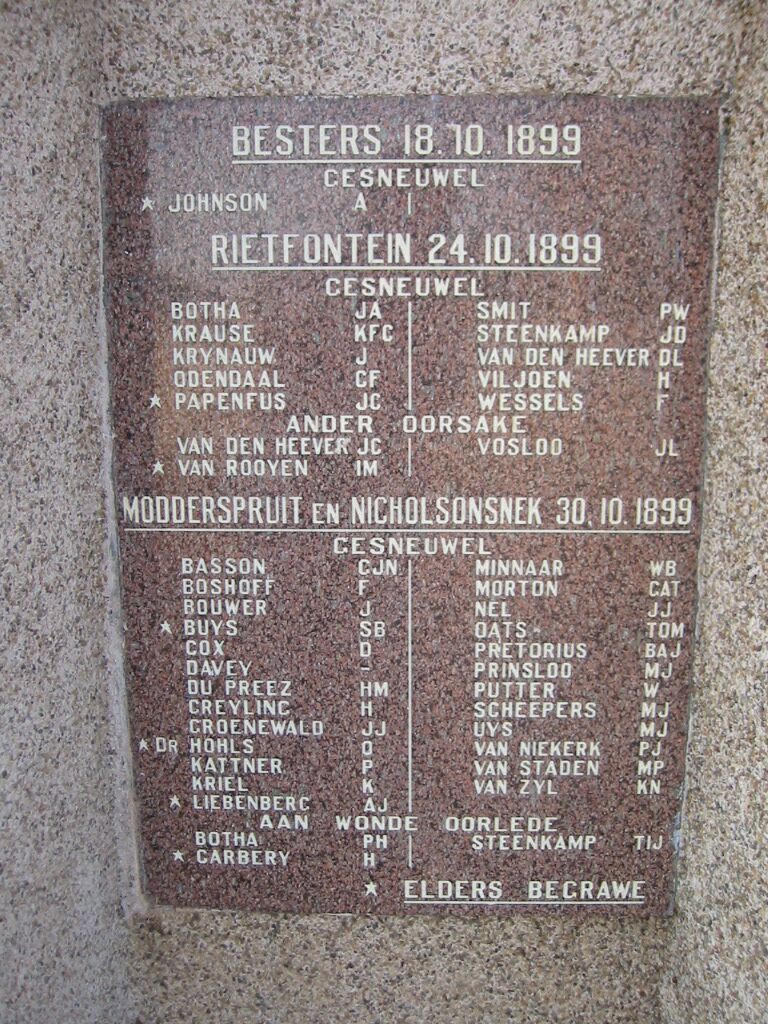 BESTERS 18.10.1899
GESNEUWEL
★ JOHNSON A
RIETFONTEIN 24.10.1899
GESNEUWEL
BOTHA JA SMIT PW
KRAUSE KFC STEENKAMP JD
KRYNAUW J VAN DEN HEEVER DL
ODENDAAL CF VILJOEN H
★ PAPENFUS JC WESSELS F
ANDER OORSAKE
VAN DEN HEEVER JC VOSLOO JL
★ VAN ROOYEN IM
MODDERSPRUIT EN NICHOLSONSNEK 30.10.1899
GESNEUWEL
BASSON CJN MINNAAR WB
BOSHOFF F MORTON CAT
BOUWER J NEL JJ
★ BUYS SB OATS- TOM
COX D PRETORIUS BAJ
DAVEY - PRINSLOO MJ
DU PREEZ HM PUTTER W
GREYLING H SCHEEPERS MJ
GROENEWALD JJ UYS MJ
★ DR HOHLS O VAN NIEKERK PJ
KATTNER P VAN STADEN MP
KRIEL K VAN ZYL KN
★ LIEBENBERG AJ
AAN WONDE OORLEDE
BOTHA PH STEENKAMP TIJ
★ CARBERY H
★ ELDERS BEGRAWE